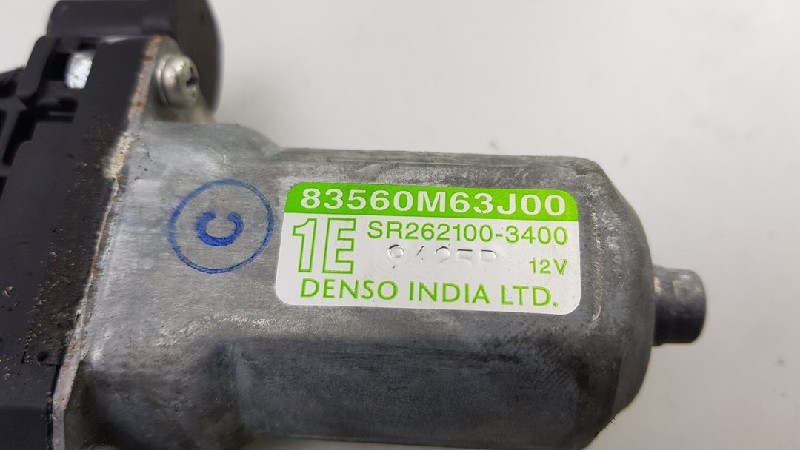 C
83560M63J00
1E SR262100-3400
12V
DENSO INDIA LTD.